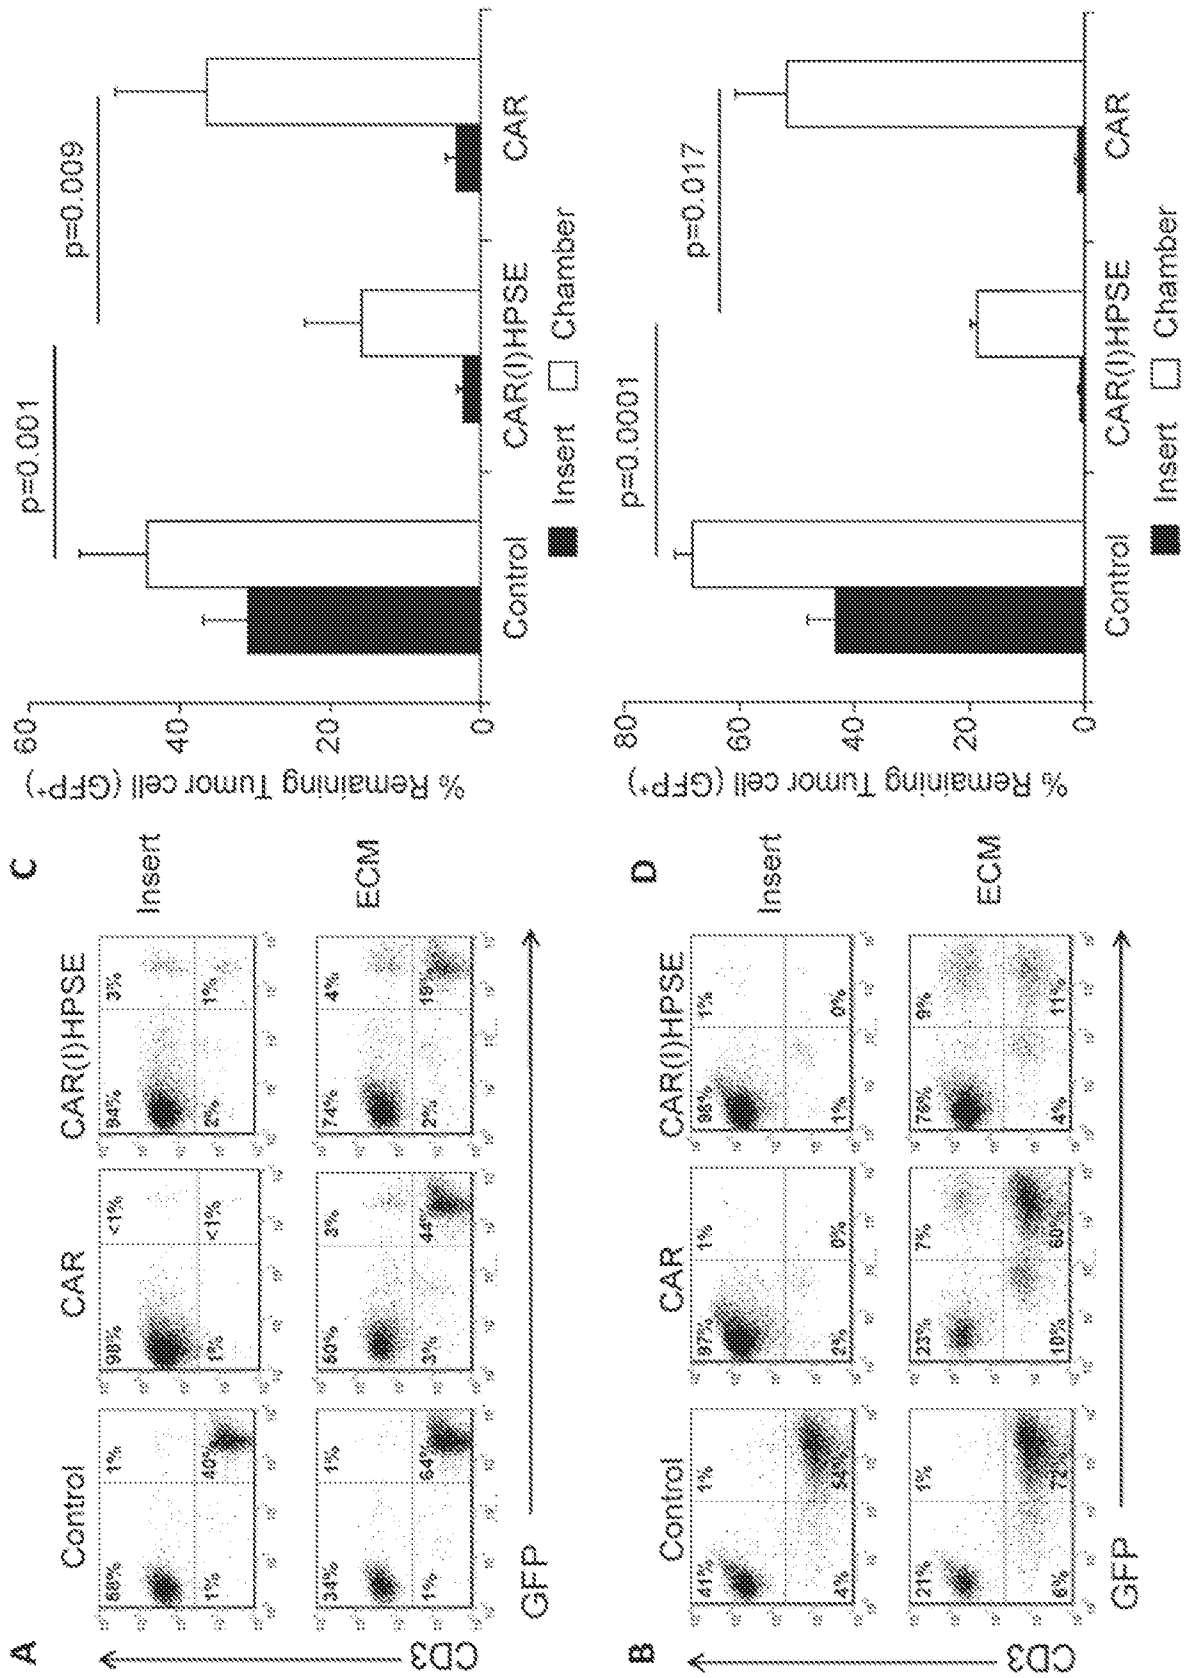 A
Control
CAR
CAR(I)HPSE
1%
<1%
3%
98%
94%
40%
<1%
1%
1%
1%
2%
Insert
1%
2%
4%
34%
50%
74%
64%
44%
19%
1%
3%
2%
ECM
CD3
GFP
B
Control
CAR
CAR(I)HPSE
41%
1%
97%
1%
98%
1%
4%
54%
2%
0%
1%
0%
Insert
21%
1%
23%
7%
76%
9%
6%
72%
10%
60%
4%
11%
ECM
CD3
GFP
C
% Remaining Tumor cell (GFP⁺)
60
40
20
0
p=0.001
p=0.009
Control
CAR(I)HPSE
CAR
Insert
Chamber
D
% Remaining Tumor cell (GFP⁺)
80
60
40
20
0
p=0.0001
p=0.017
Control
CAR(I)HPSE
CAR
Insert
Chamber